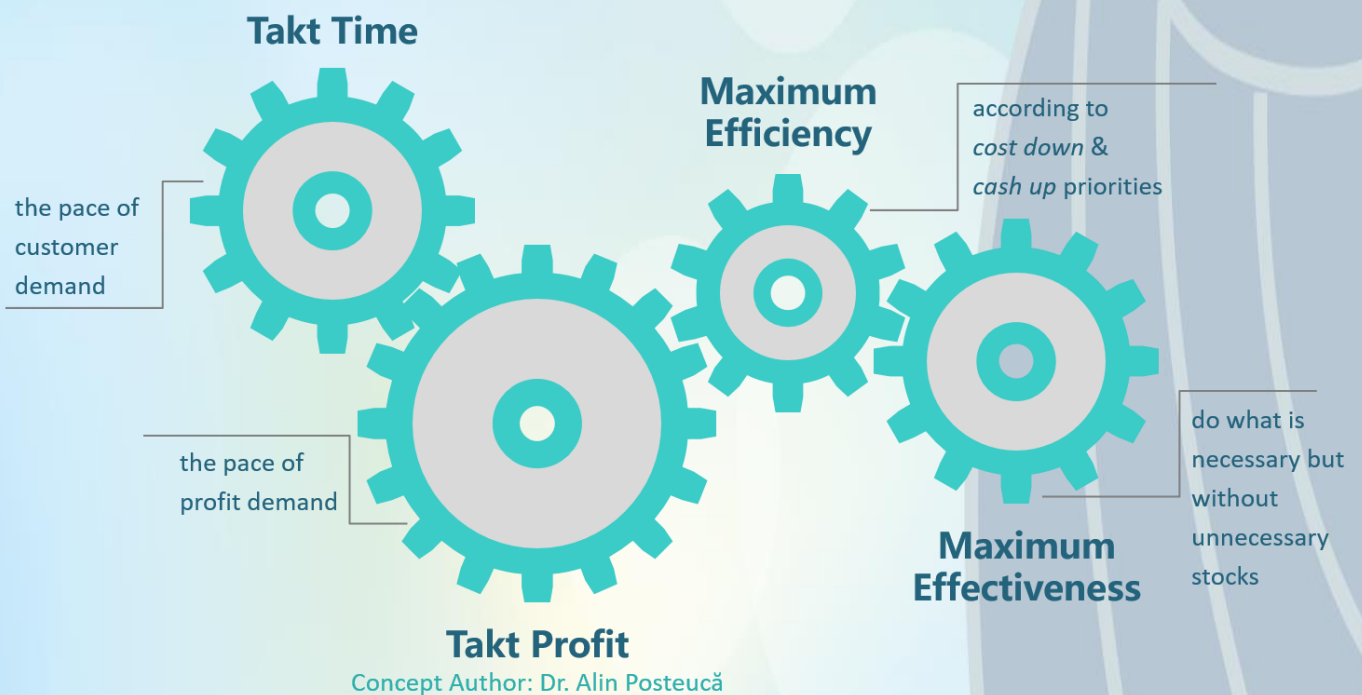 Takt Time
the pace of
customer
demand
Maximum
Efficiency
according to
cost down &
cash up priorities
the pace of
profit demand
Takt Profit
Concept Author: Dr. Alin Posteucă
do what is
necessary but
without
unnecessary
stocks
Maximum
Effectiveness